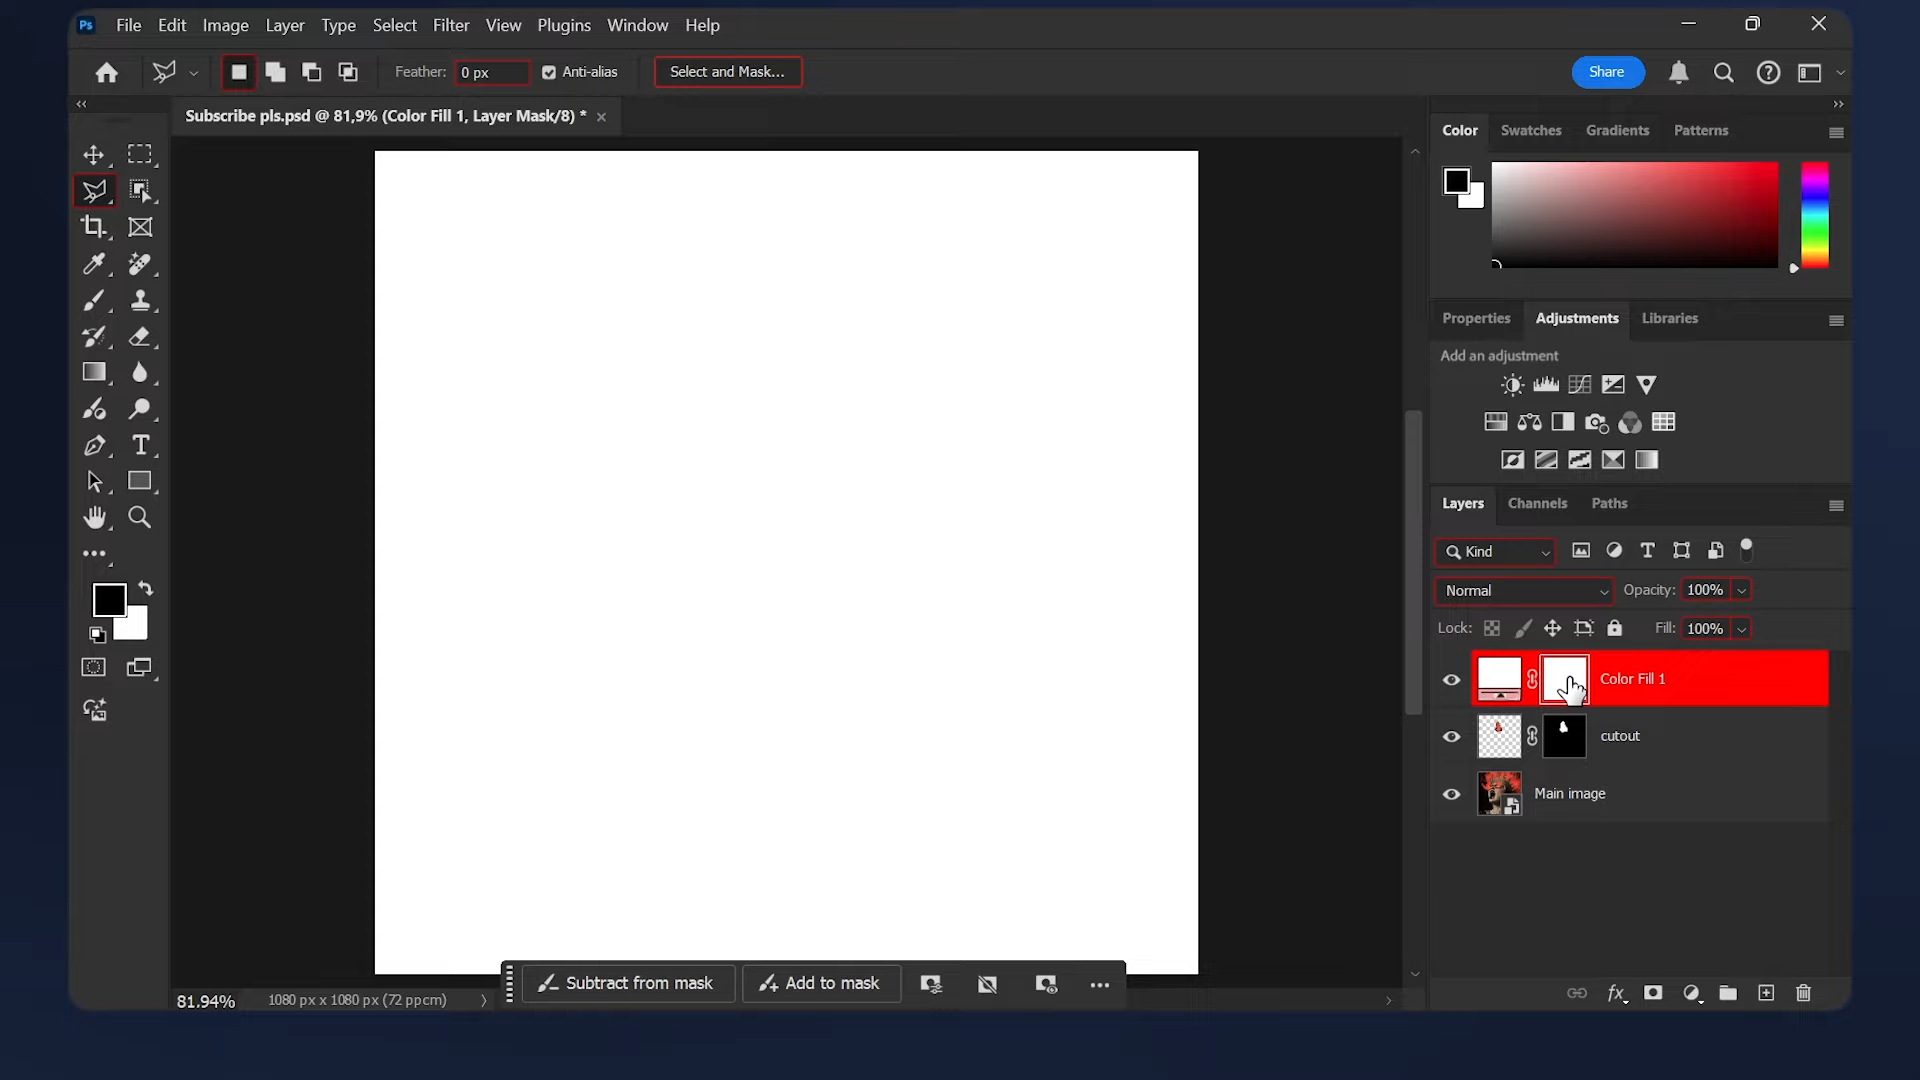 Ps File Edit Image Layer Type Select Filter View Plugins Window Help
Feather: 0 px Anti-alias Select and Mask... Share
Subscribe pls.psd @ 81,9% (Color Fill 1, Layer Mask/8) *
Color Swatches Gradients Patterns
Properties Adjustments Libraries
Add an adjustment
Layers Channels Paths
Kind
Normal Opacity: 100%
Lock: Fill: 100%
Color Fill 1
cutout
Main image
Subtract from mask Add to mask
81.94% 1080 px x 1080 px (72 ppcm)
fx